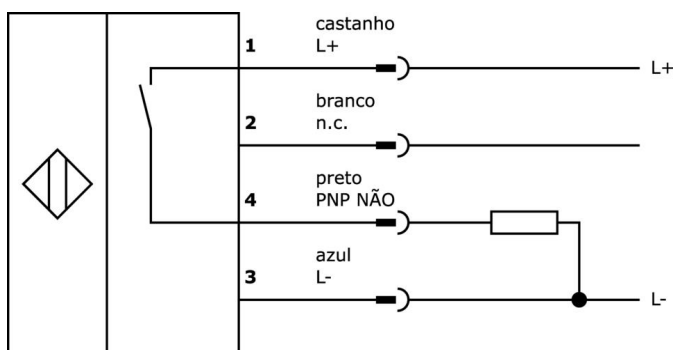 castanho
1 L+ L+
branco
2 n.c.
preto
4 PNP NÃO
azul
3 L- L-